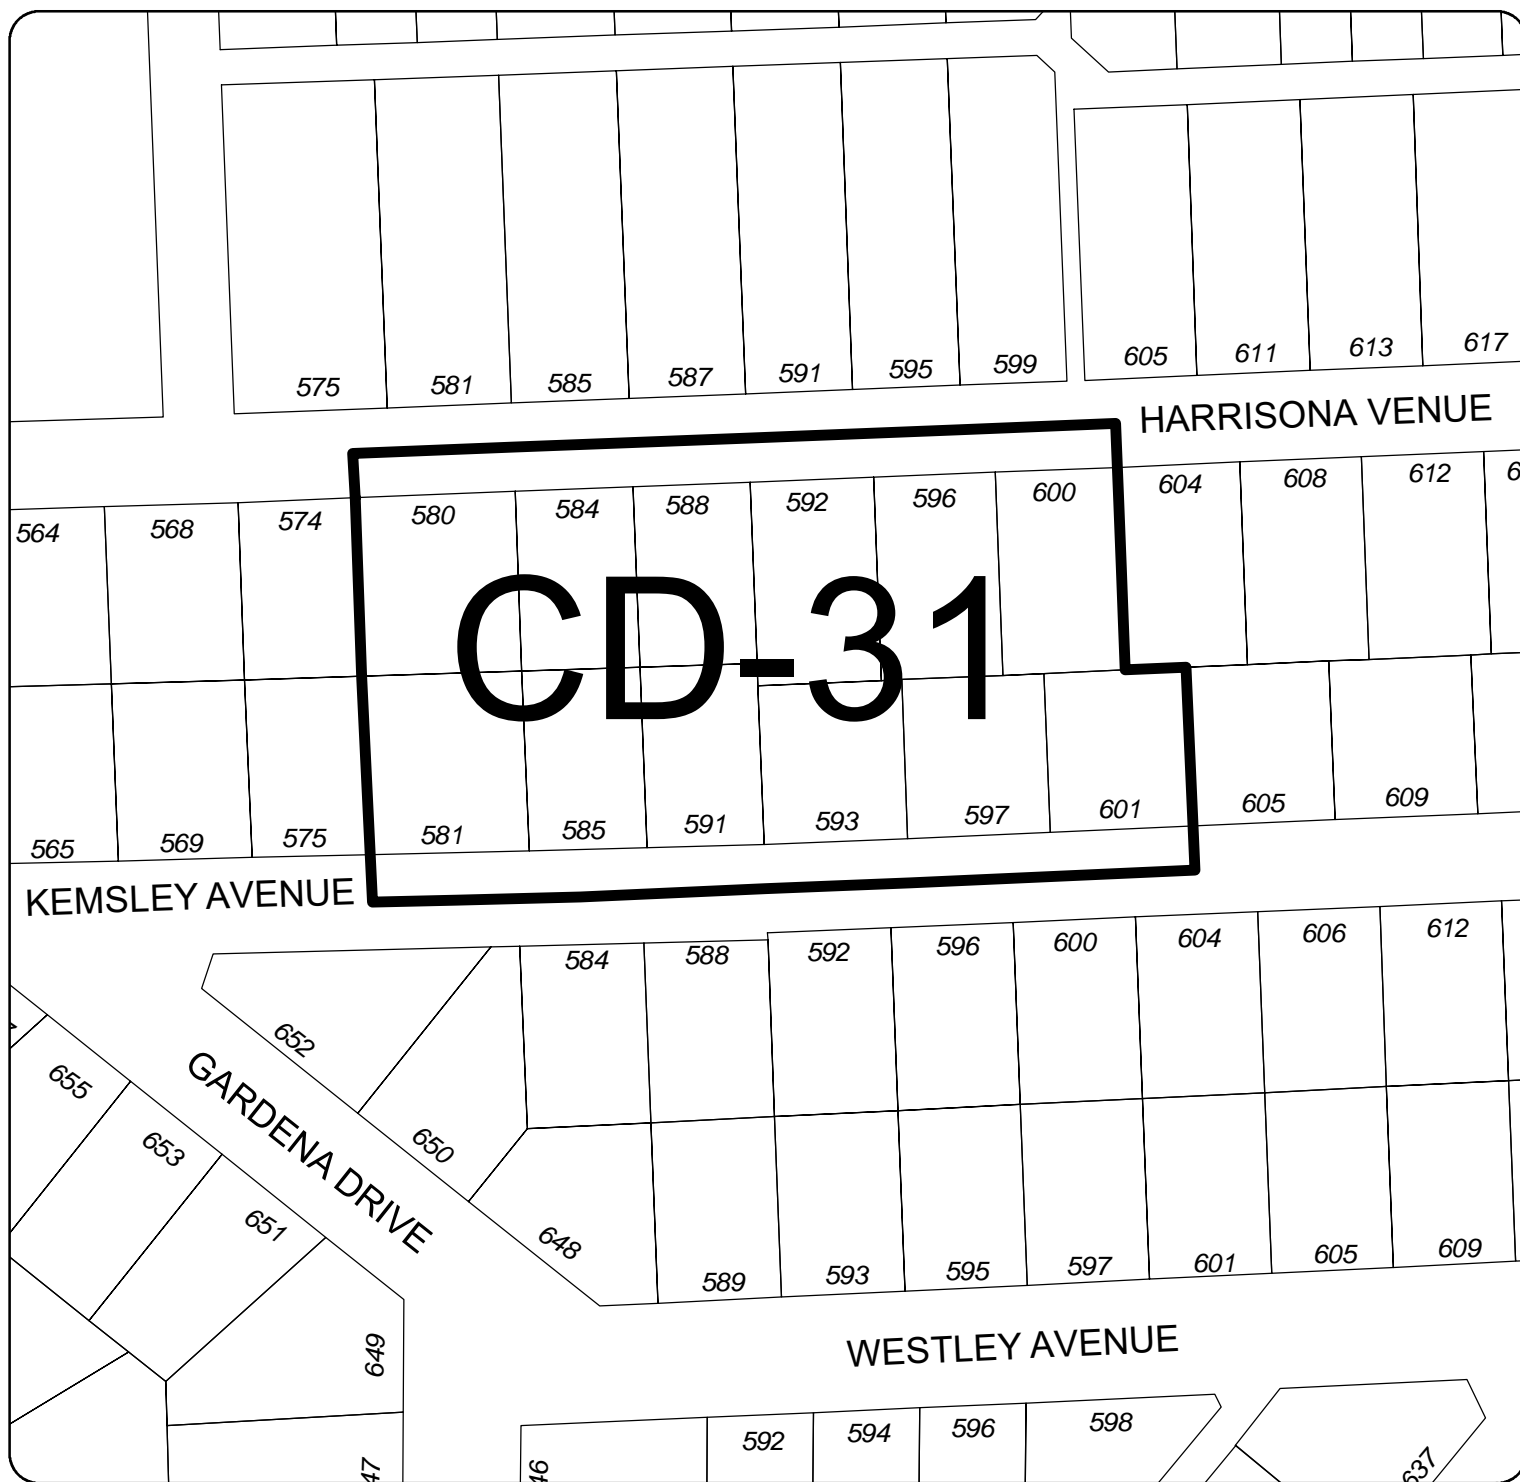 575 581 585 587 591 595 599 605 611 613 617
HARRISONA VENUE
564 568 574 580 584 588 592 596 600 604 608 612
CD-31
565 569 575 581 585 591 593 597 601 605 609
KEMSLEY AVENUE
584 588 592 596 600 604 606 612
652
650
648
GARDENA DRIVE
655
653
651
649
589 593 595 597 601 605 609
WESTLEY AVENUE
592 594 596 598
637
47
46